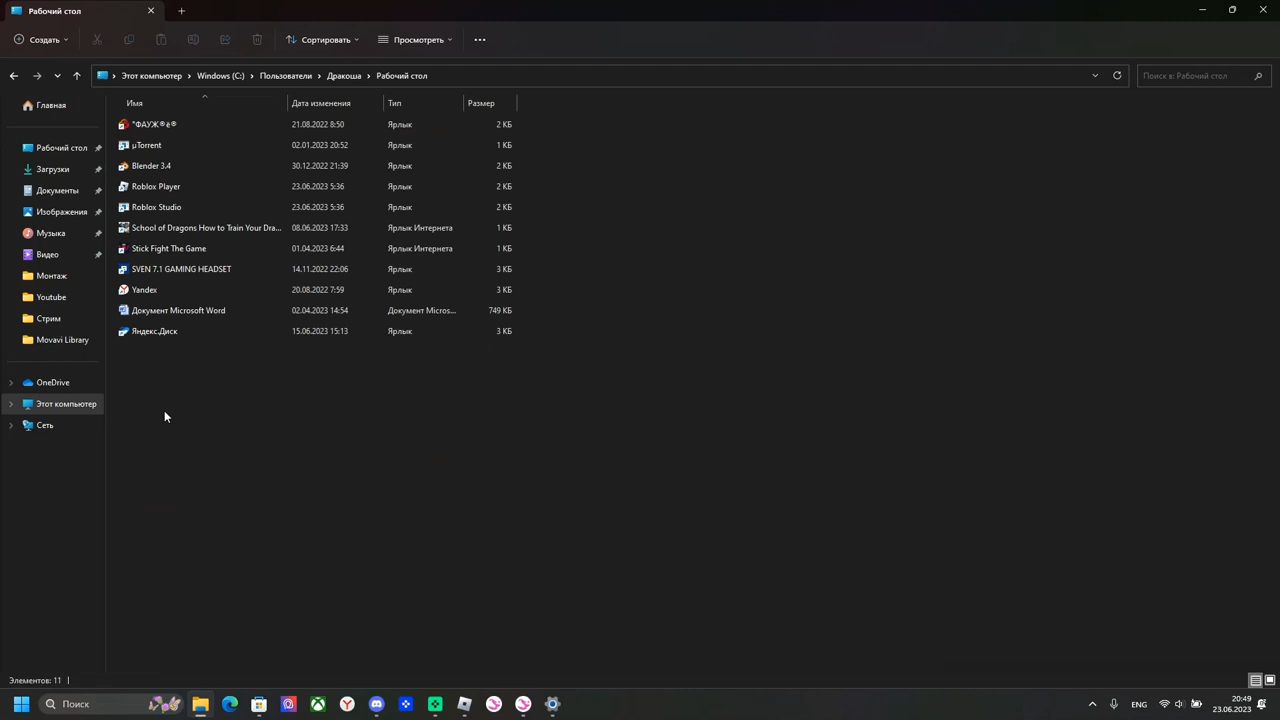 Рабочий стол
Создать
Сортировать
Просмотреть
Этот компьютер > Windows (C:) > Пользователи > Дракоша > Рабочий стол
Поиск в: Рабочий стол
Имя Дата изменения Тип Размер
Главная
Рабочий стол
Загрузки
Документы
Изображения
Музыка
Видео
Монтаж
Youtube
Стрим
Movavi Library
OneDrive
Этот компьютер
Сеть
°ФАУЖ®ё® 21.08.2022 8:50 Ярлык 2 КБ
µTorrent 02.01.2023 20:52 Ярлык 1 КБ
Blender 3.4 30.12.2022 21:39 Ярлык 2 КБ
Roblox Player 23.06.2023 5:36 Ярлык 2 КБ
Roblox Studio 23.06.2023 5:36 Ярлык 2 КБ
School of Dragons How to Train Your Dra... 08.06.2023 17:33 Ярлык Интернета 1 КБ
Stick Fight The Game 01.04.2023 6:44 Ярлык Интернета 1 КБ
SVEN 7.1 GAMING HEADSET 14.11.2022 22:06 Ярлык 3 КБ
Yandex 20.08.2022 7:59 Ярлык 3 КБ
Документ Microsoft Word 02.04.2023 14:54 Документ Micros... 749 КБ
Яндекс.Диск 15.06.2023 15:13 Ярлык 3 КБ
Элементов: 11
Поиск
ENG
20:49
23.06.2023